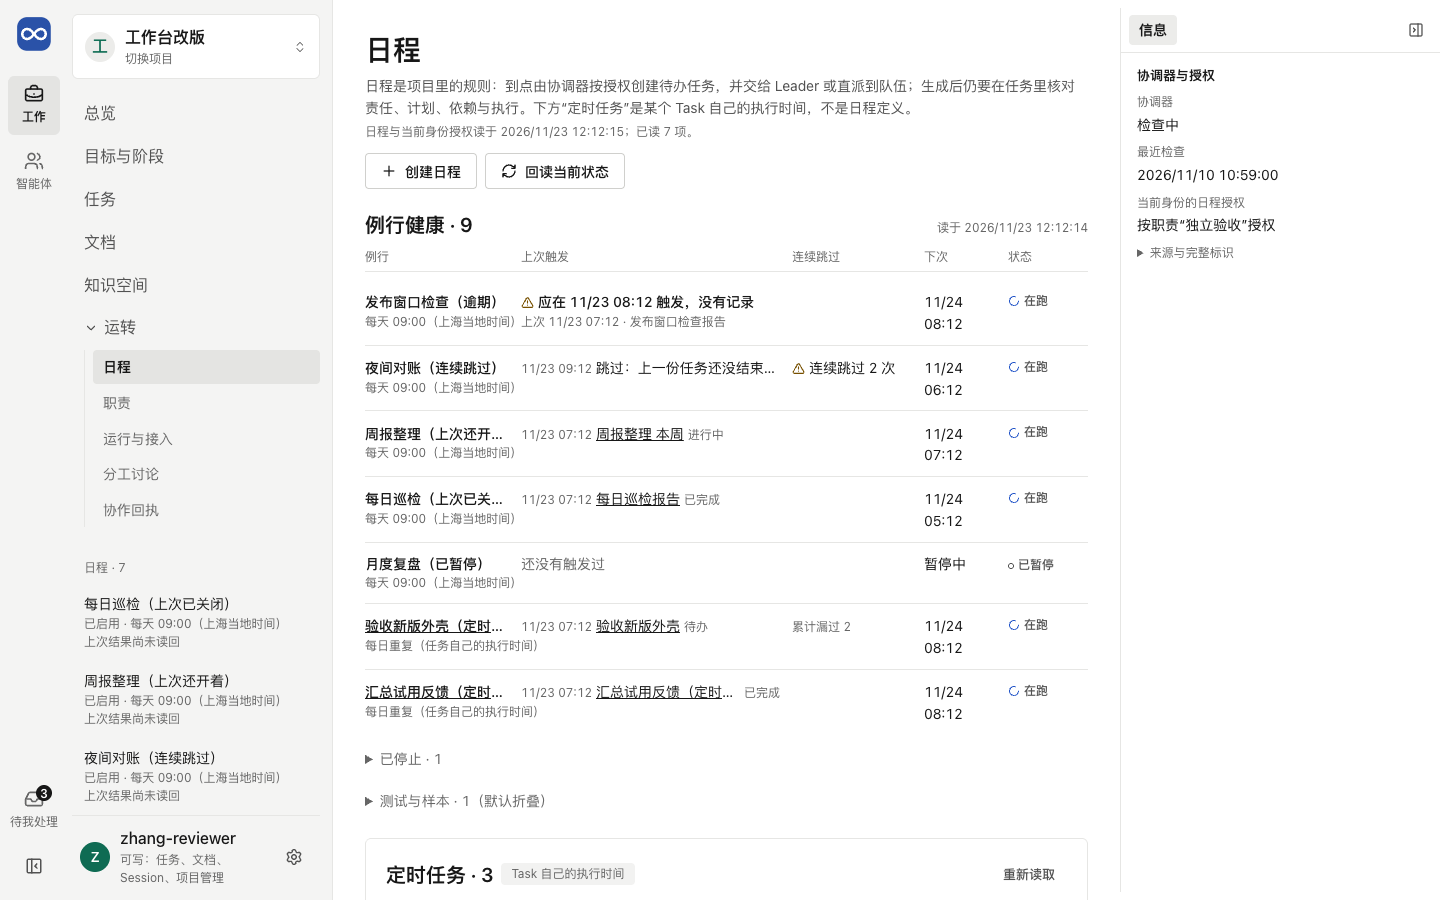 工
工作台改版
切换项目
工作
智能体
总览
目标与阶段
任务
文档
知识空间
运转
日程
职责
运行与接入
分工讨论
协作回执
日程 · 7
每日巡检（上次已关闭）
已启用 · 每天 09:00（上海当地时间）
上次结果尚未读回
周报整理（上次还开着）
已启用 · 每天 09:00（上海当地时间）
上次结果尚未读回
夜间对账（连续跳过）
已启用 · 每天 09:00（上海当地时间）
上次结果尚未读回
3
待我处理
Z
zhang-reviewer
可写：任务、文档、
Session、项目管理
日程
日程是项目里的规则：到点由协调器按授权创建待办任务，并交给 Leader 或直派到队伍；生成后仍要在任务里核对
责任、计划、依赖与执行。下方“定时任务”是某个 Task 自己的执行时间，不是日程定义。
日程与当前身份授权读于 2026/11/23 12:12:15；已读 7 项。
创建日程
回读当前状态
例行健康 · 9
读于 2026/11/23 12:12:14
例行 上次触发 连续跳过 下次 状态
发布窗口检查（逾期） 应在 11/23 08:12 触发，没有记录 11/24 在跑
每天 09:00（上海当地时间） 上次 11/23 07:12 · 发布窗口检查报告 08:12
夜间对账（连续跳过） 11/23 09:12 跳过：上一份任务还没结束… 连续跳过 2 次 11/24 在跑
每天 09:00（上海当地时间） 06:12
周报整理（上次还开… 11/23 07:12 周报整理 本周 进行中 11/24 在跑
每天 09:00（上海当地时间） 07:12
每日巡检（上次已关… 11/23 07:12 每日巡检报告 已完成 11/24 在跑
每天 09:00（上海当地时间） 05:12
月度复盘（已暂停） 还没有触发过 暂停中 已暂停
每天 09:00（上海当地时间）
验收新版外壳（定时… 11/23 07:12 验收新版外壳 待办 累计漏过 2 11/24 在跑
每日重复（任务自己的执行时间） 08:12
汇总试用反馈（定时… 11/23 07:12 汇总试用反馈（定时… 已完成 11/24 在跑
每日重复（任务自己的执行时间） 08:12
已停止 · 1
测试与样本 · 1（默认折叠）
定时任务 · 3 Task 自己的执行时间 重新读取
信息
协调器与授权
协调器
检查中
最近检查
2026/11/10 10:59:00
当前身份的日程授权
按职责“独立验收”授权
来源与完整标识